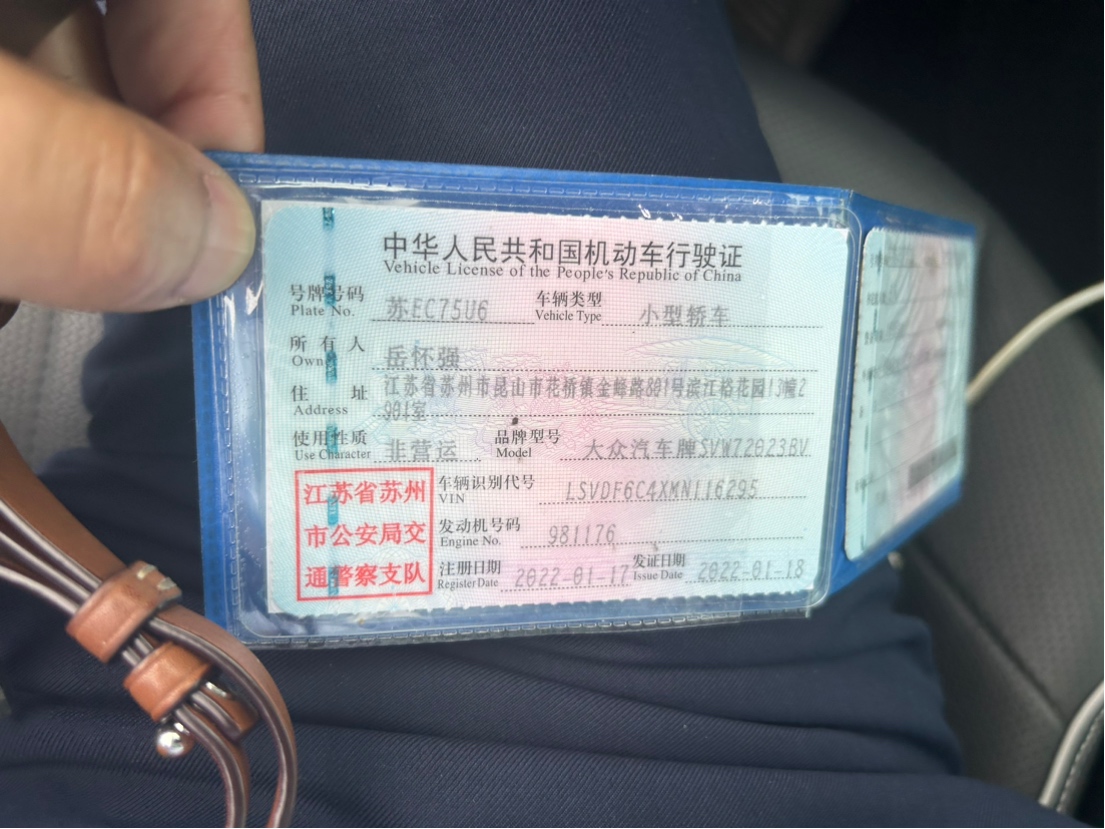 中华人民共和国机动车行驶证
Vehicle License of the People's Republic of China
号牌号码 苏EC75U6 车辆类型 小型轿车
Plate No. Vehicle Type
所有人 岳怀强
Owner
住址 江苏省苏州市昆山市花桥镇金蜂路801号滨江裕花园13幢2
Address 901室
使用性质 非营运 品牌型号 大众汽车牌SVW72023BV
Use Character Model
江苏省苏州 车辆识别代号 LSVDF6C4XMN116295
VIN
市公安局交 发动机号码 981176
Engine No.
通警察支队 注册日期 2022-01-17 发证日期 2022-01-18
Register Date Issue Date